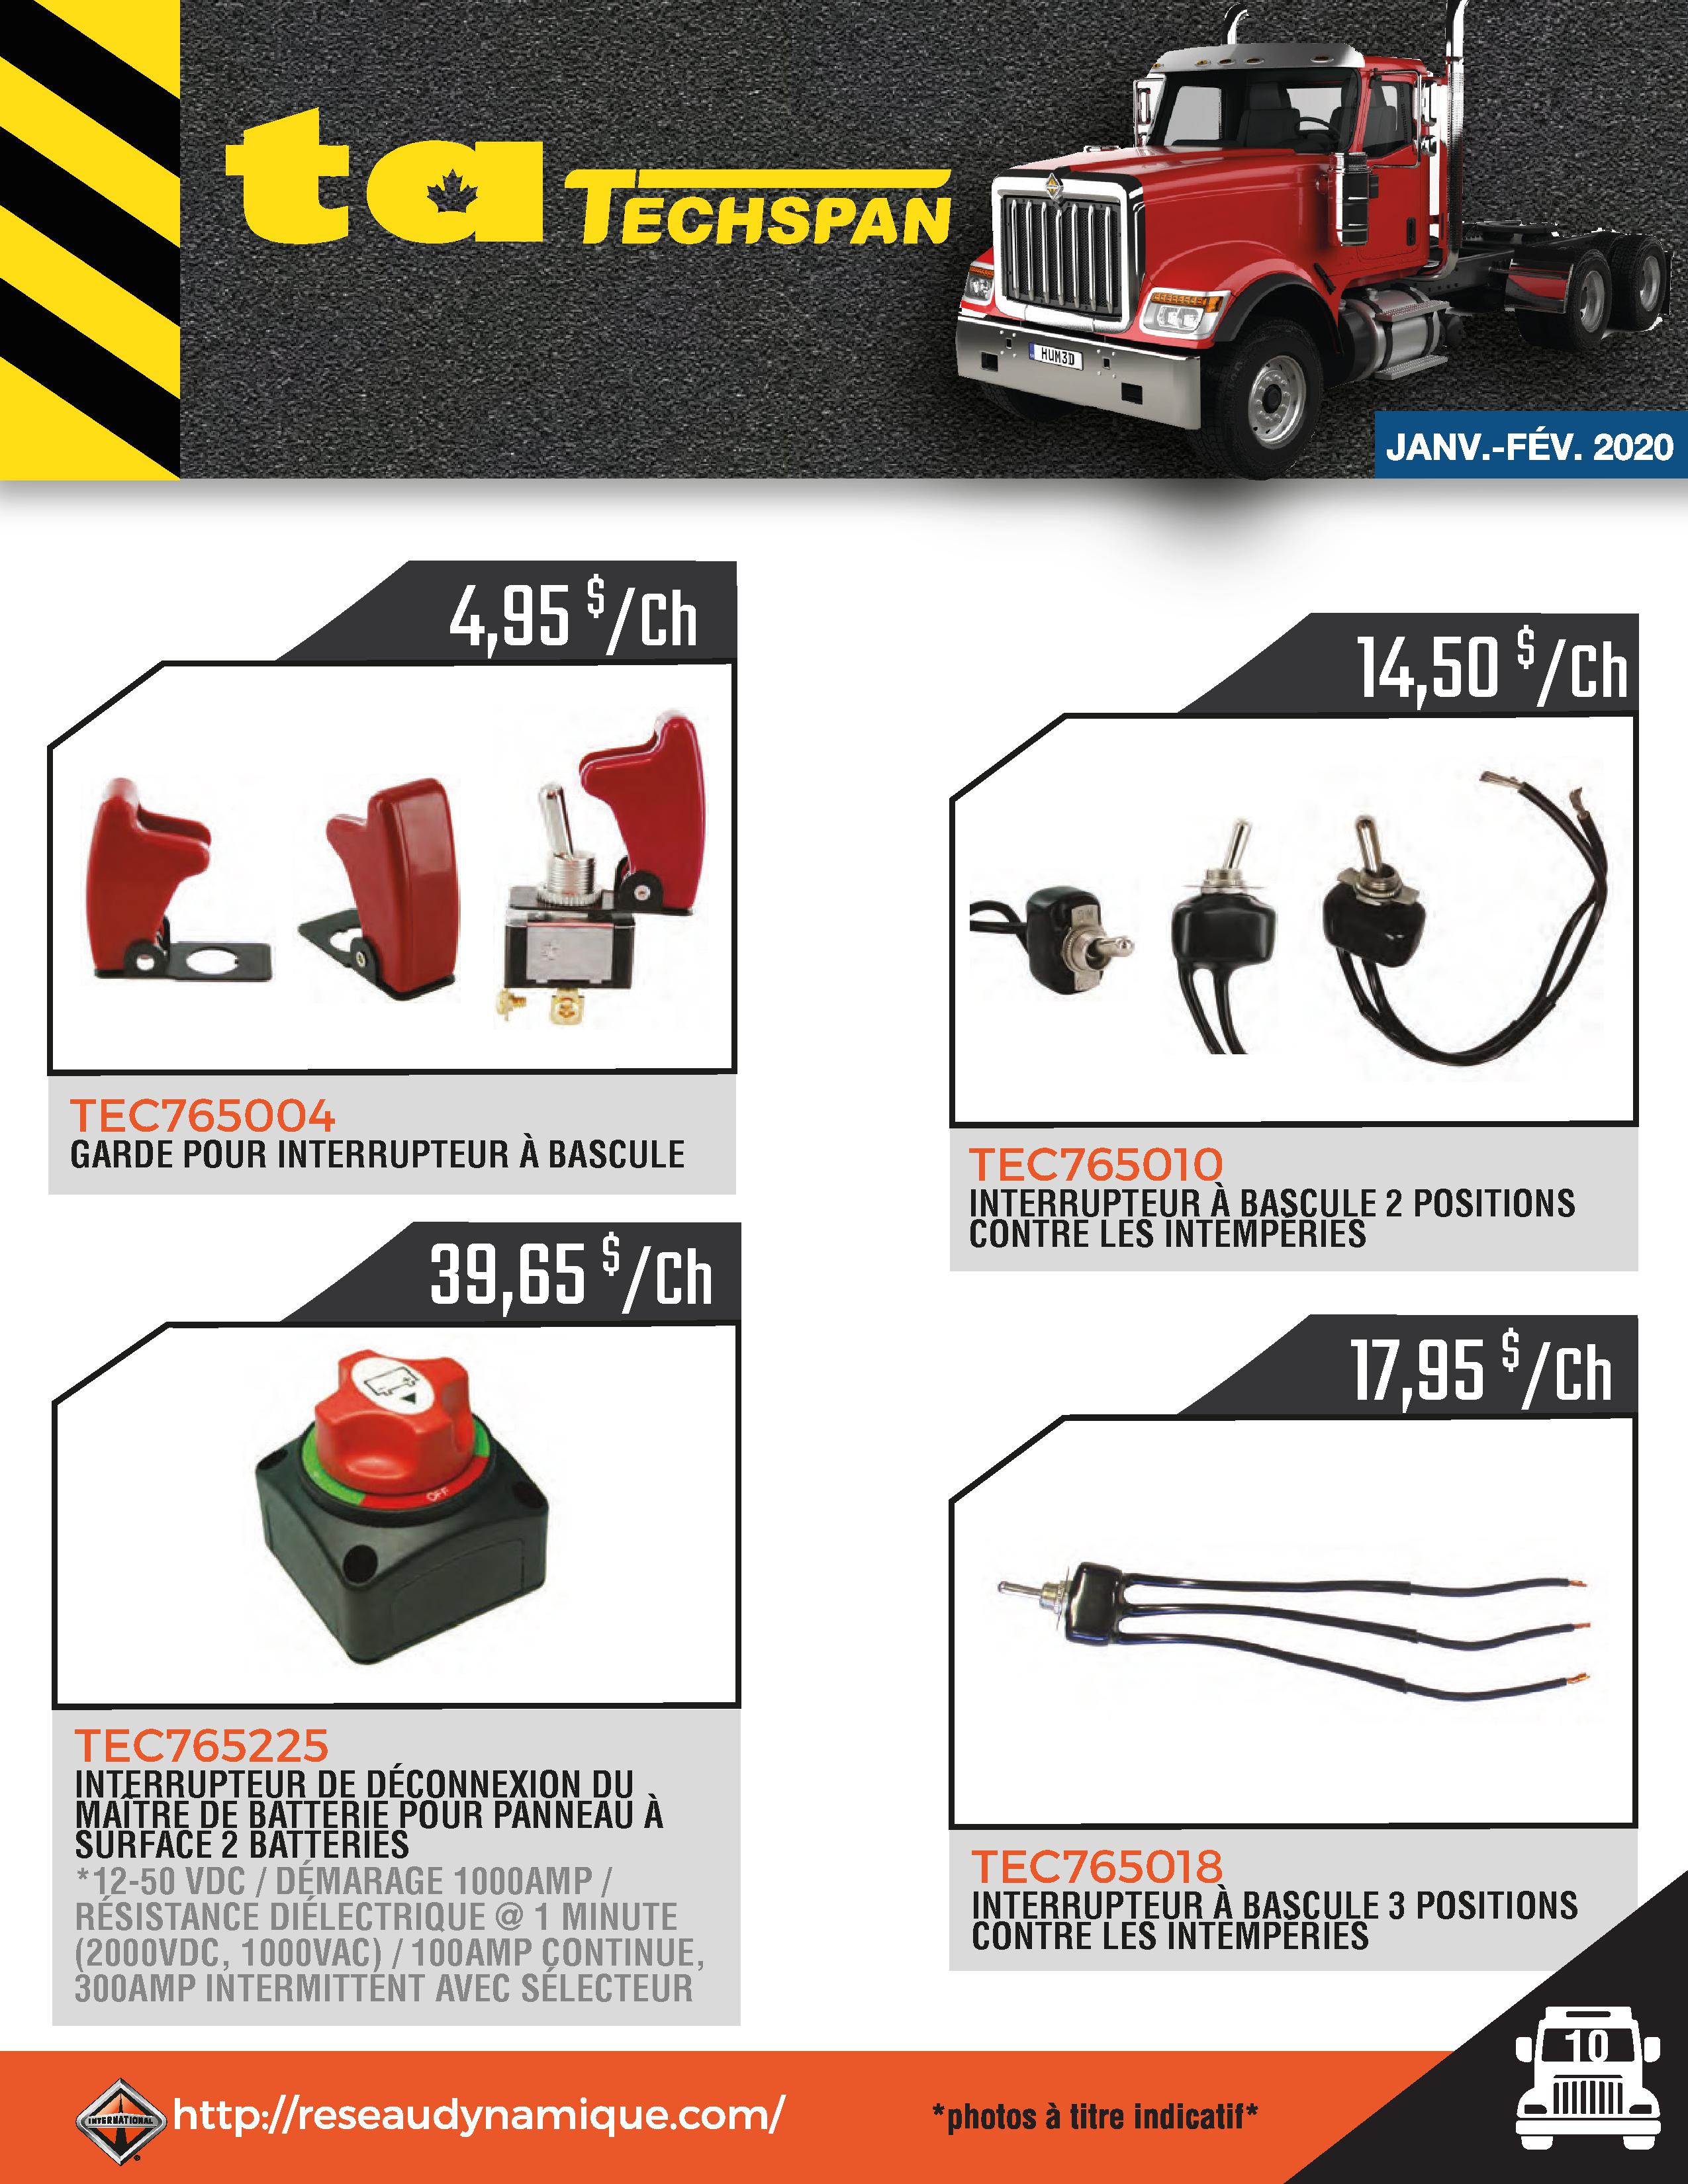 ta TECHSPAN
HUM3D
JANV.-FÉV. 2020
4,95 $/Ch
TEC765004
GARDE POUR INTERRUPTEUR À BASCULE
14,50 $/Ch
TEC765010
INTERRUPTEUR À BASCULE 2 POSITIONS
CONTRE LES INTEMPÉRIES
39,65 $/Ch
OFF
TEC765225
INTERRUPTEUR DE DÉCONNEXION DU
MAÎTRE DE BATTERIE POUR PANNEAU À
SURFACE 2 BATTERIES
*12-50 VDC / DÉMARAGE 1000AMP /
RÉSISTANCE DIÉLECTRIQUE @ 1 MINUTE
(2000VDC, 1000VAC) / 100AMP CONTINUE,
300AMP INTERMITTENT AVEC SÉLECTEUR
17,95 $/Ch
TEC765018
INTERRUPTEUR À BASCULE 3 POSITIONS
CONTRE LES INTEMPÉRIES
10
INTERNATIONAL
http://reseaudynamique.com/
*photos à titre indicatif*